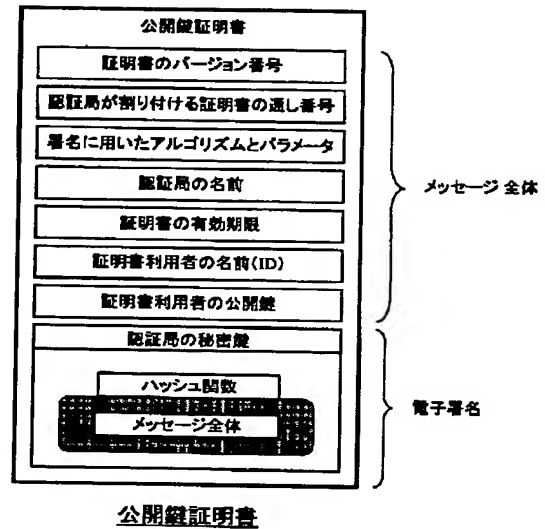 公開鍵証明書
証明書のバージョン番号
認証局が割り付ける証明書の通し番号
署名に用いたアルゴリズムとパラメータ
認証局の名前
証明書の有効期限
証明書利用者の名前(ID)
証明書利用者の公開鍵
メッセージ全体
認証局の秘密鍵
ハッシュ関数
メッセージ全体
電子署名
公開鍵証明書